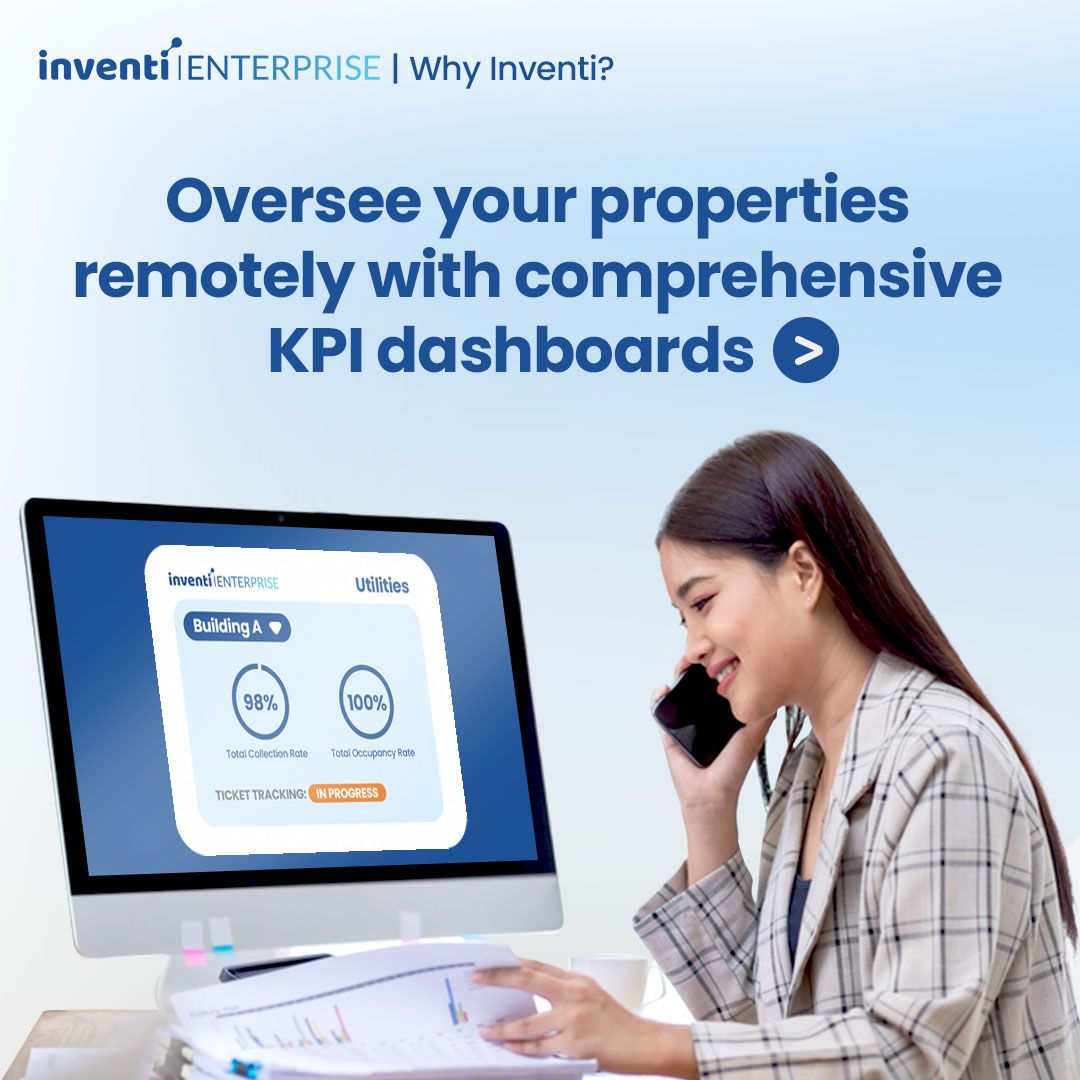 inventi|ENTERPRISE | Why Inventi?
Oversee your properties
remotely with comprehensive
KPI dashboards >
inventi|ENTERPRISE
Utilities
Building A
98%
100%
Total Collection Rate
Total Occupancy Rate
TICKET TRACKING: IN PROGRESS